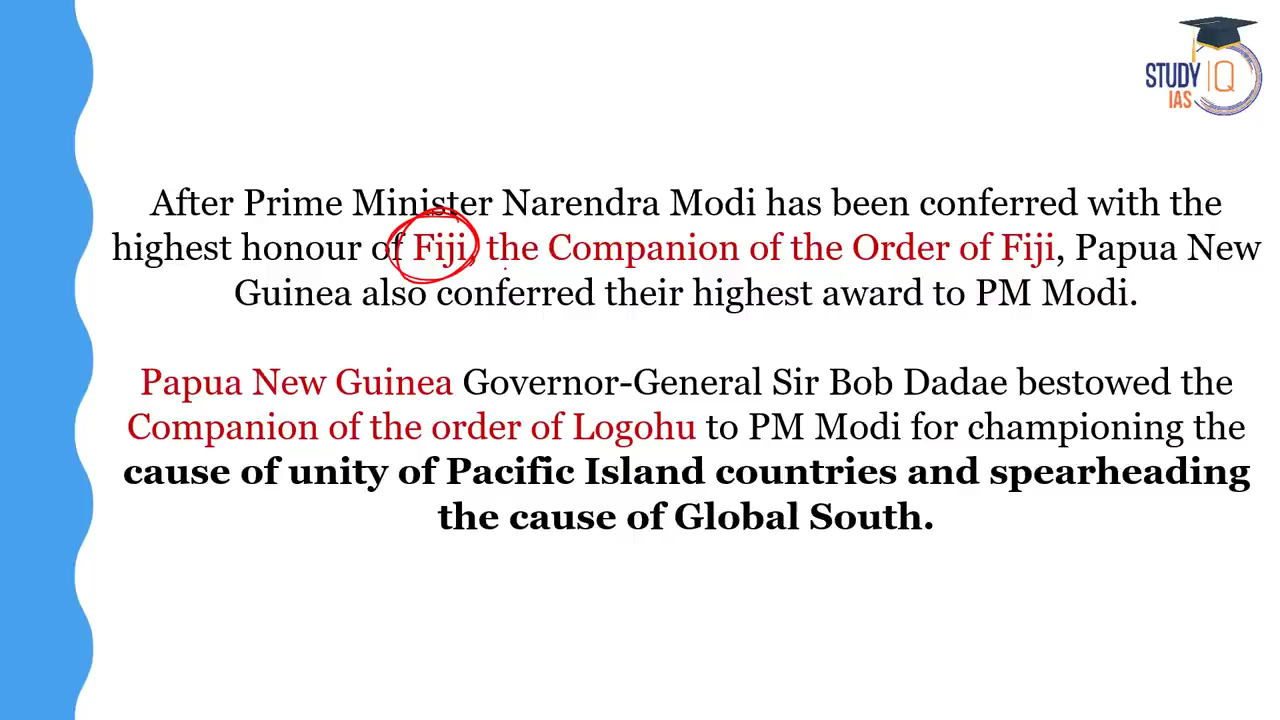 STUDY IQ
IAS
After Prime Minister Narendra Modi has been conferred with the
highest honour of Fiji, the Companion of the Order of Fiji, Papua New
Guinea also conferred their highest award to PM Modi.
Papua New Guinea Governor-General Sir Bob Dadae bestowed the
Companion of the order of Logohu to PM Modi for championing the
cause of unity of Pacific Island countries and spearheading
the cause of Global South.